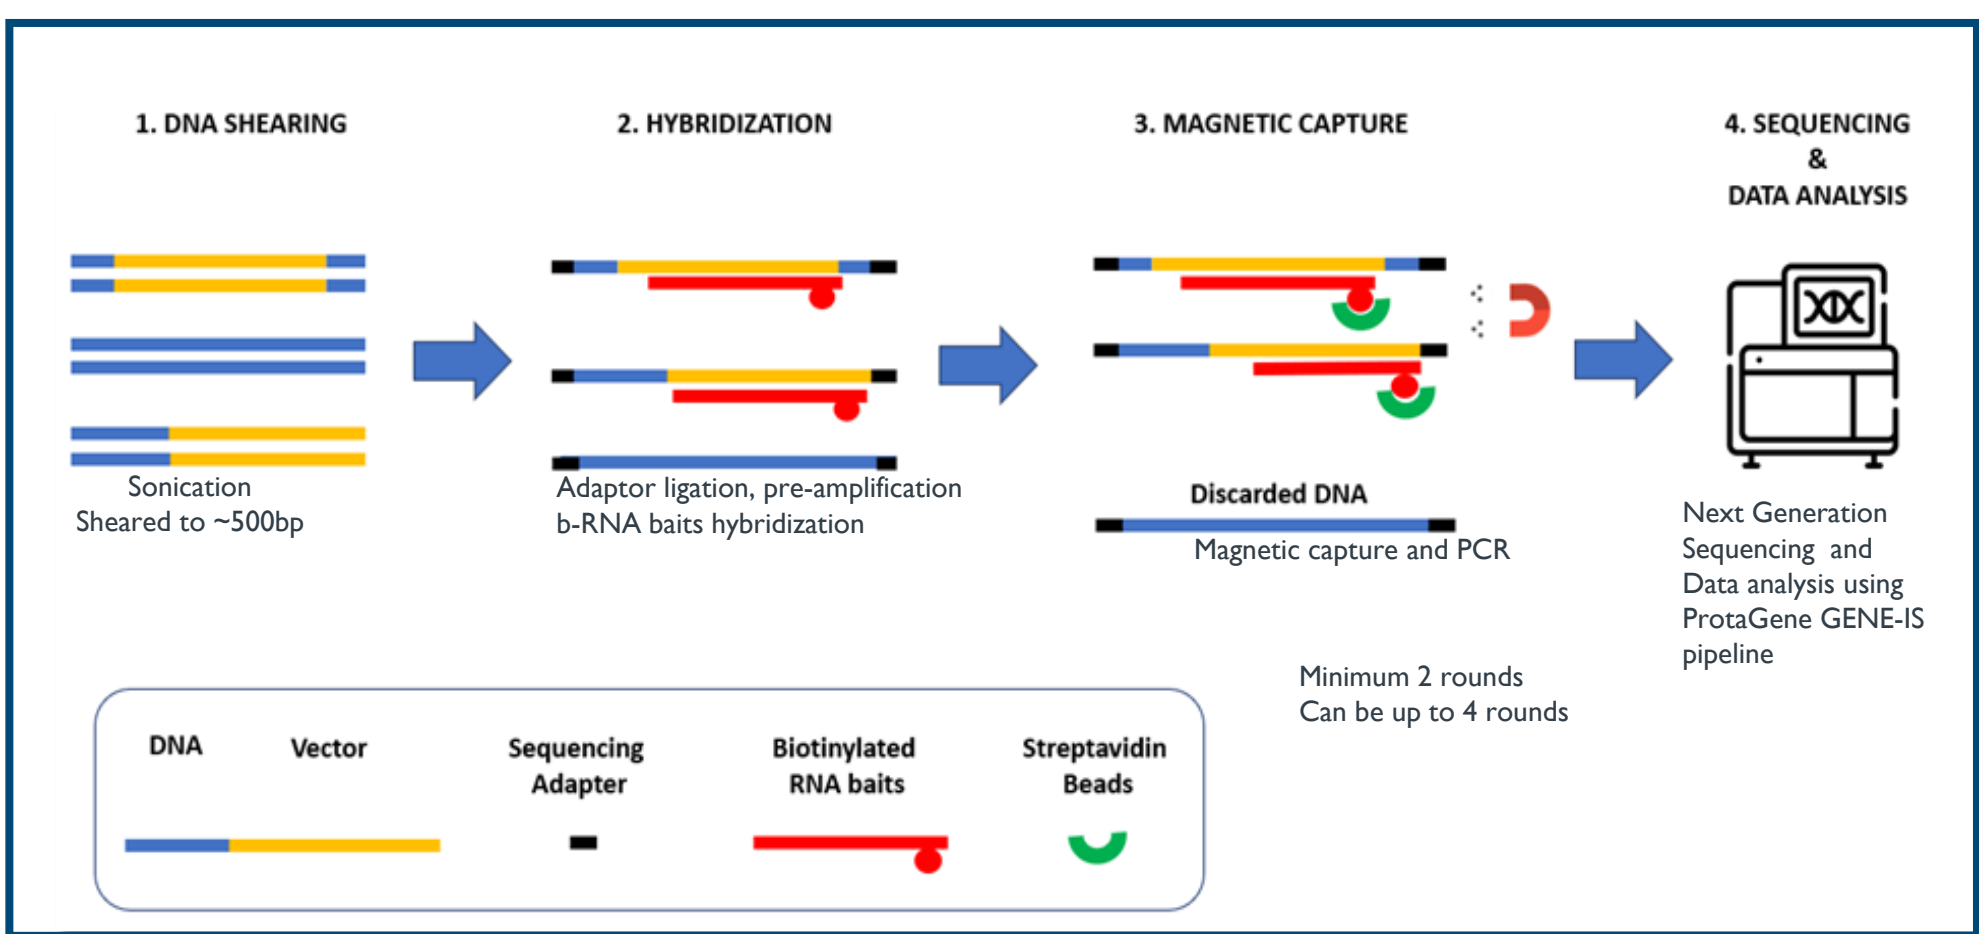 1. DNA SHEARING
2. HYBRIDIZATION
3. MAGNETIC CAPTURE
4. SEQUENCING
&
DATA ANALYSIS
Sonication
Sheared to ~500bp
Adaptor ligation, pre-amplification
b-RNA baits hybridization
Discarded DNA
Magnetic capture and PCR
Next Generation
Sequencing and
Data analysis using
ProtaGene GENE-IS
pipeline
Minimum 2 rounds
Can be up to 4 rounds
DNA
Vector
Sequencing
Adapter
Biotinylated
RNA baits
Streptavidin
Beads